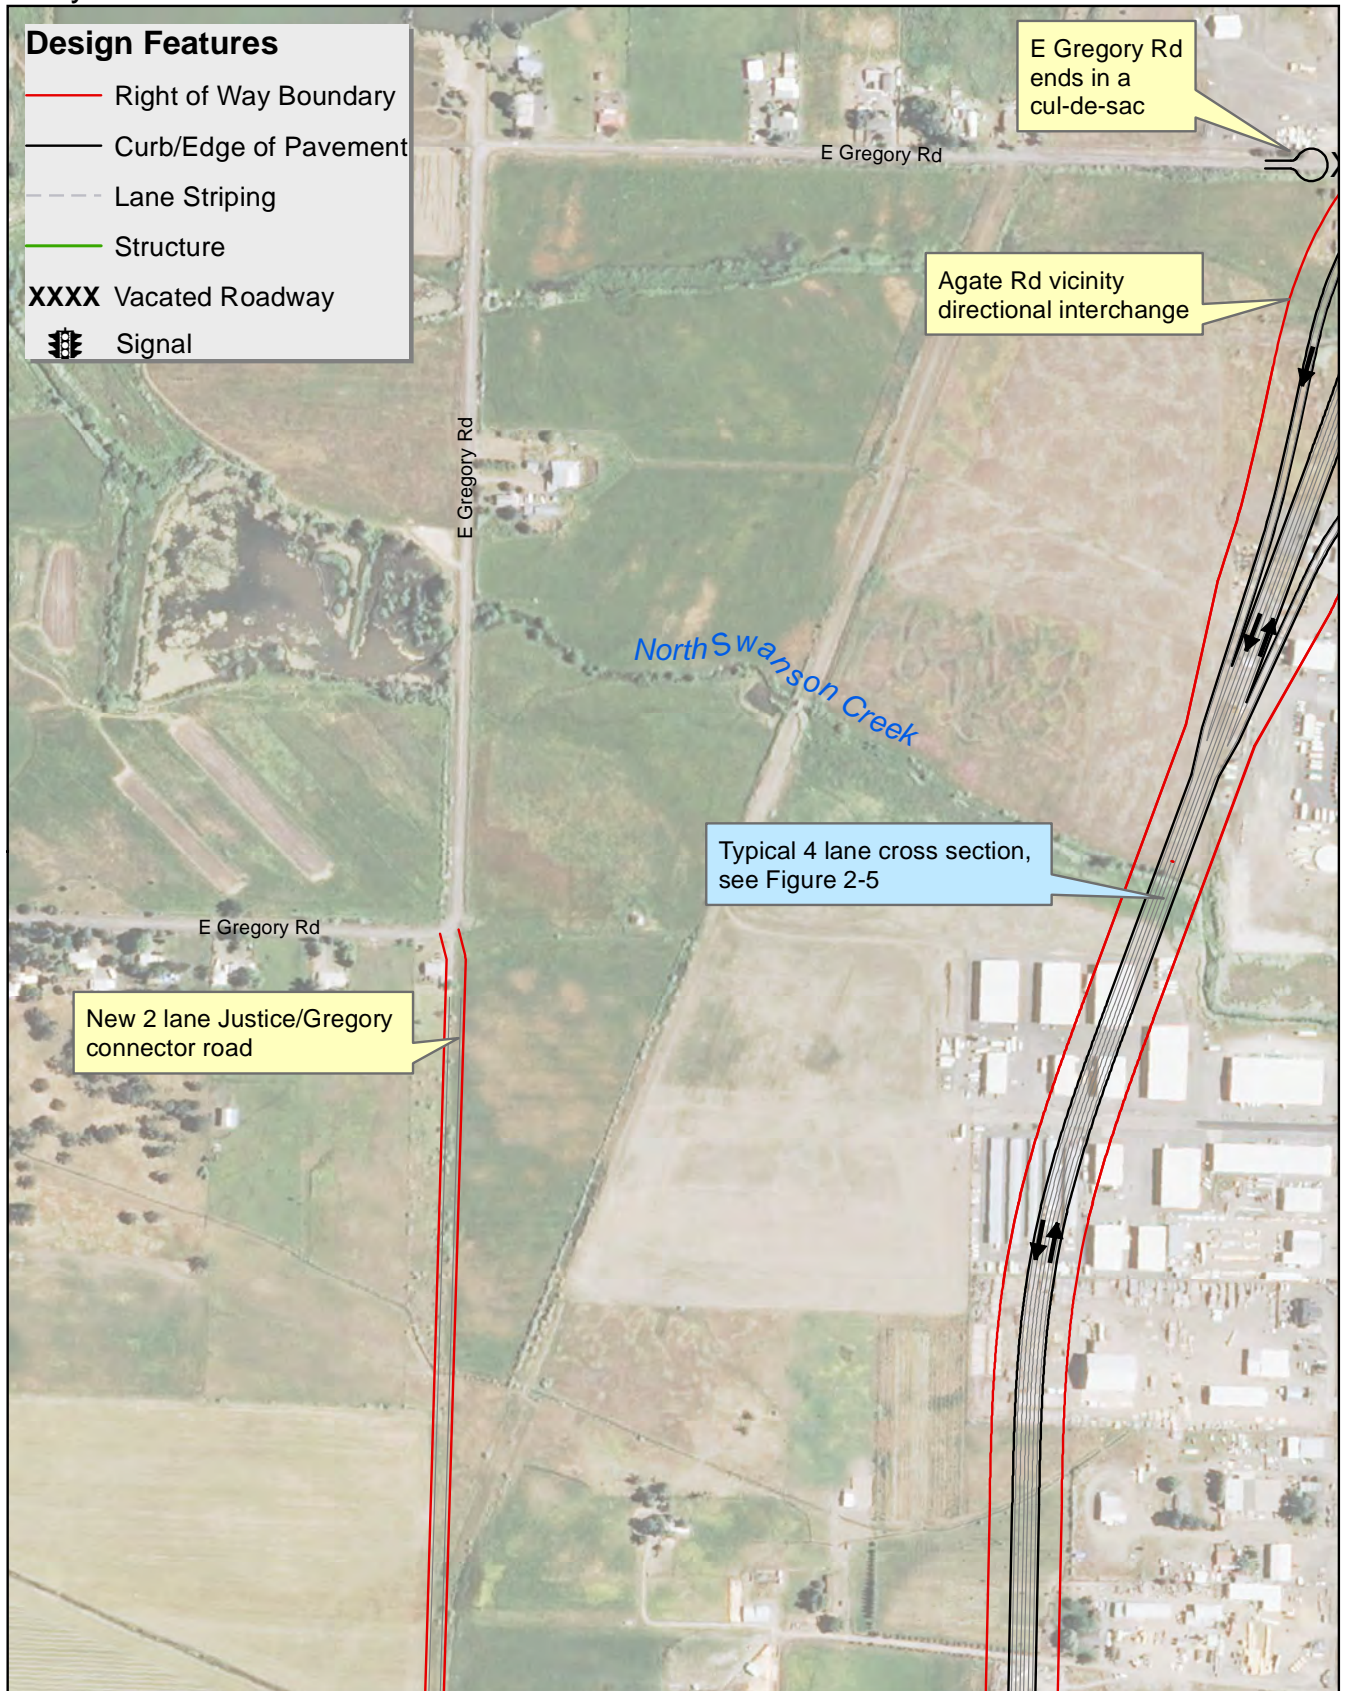 Design Features
Right of Way Boundary
Curb/Edge of Pavement
Lane Striping
Structure
XXXX Vacated Roadway
Signal
E Gregory Rd
ends in a
cul-de-sac
E Gregory Rd
Agate Rd vicinity
directional interchange
E Gregory Rd
North Swanson Creek
Typical 4 lane cross section,
see Figure 2-5
E Gregory Rd
New 2 lane Justice/Gregory
connector road